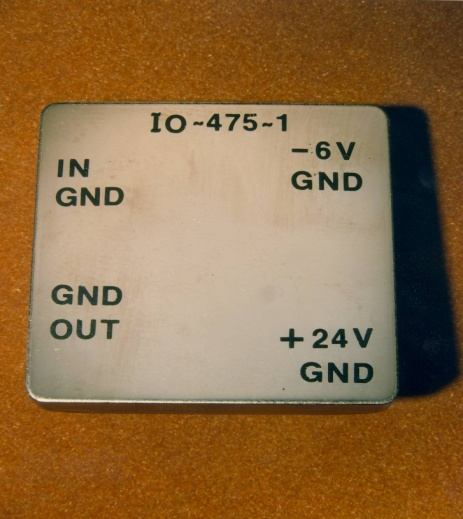 IO~475~1
-6V
GND
IN
GND
GND
OUT
+24V
GND